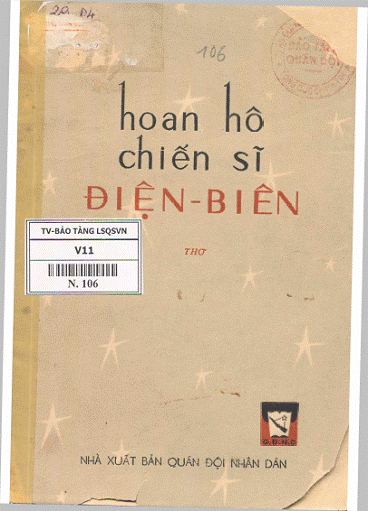 106
hoan hô
chiến sĩ
ĐIỆN-BIÊN
THƠ
TV-BẢO TÀNG LSQSVN
V11
N. 106
Q.Đ.N.D
NHÀ XUẤT BẢN QUÂN ĐỘI NHÂN DÂN